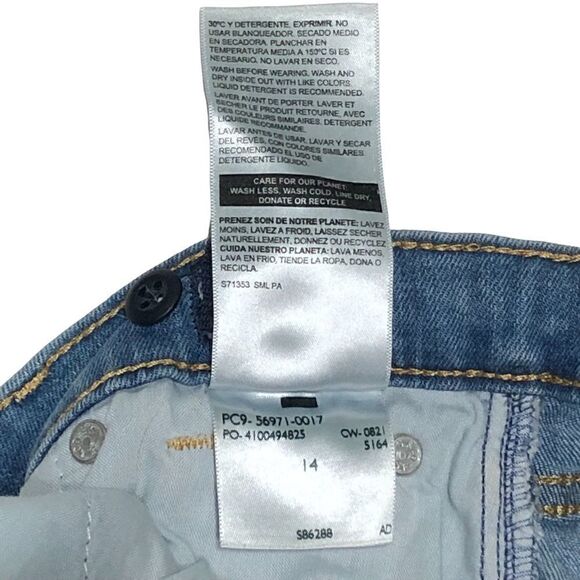 30°C Y DETERGENTE, EXPRIMIR. NO
USAR BLANQUEADOR, SECADO MEDIO
EN SECADORA, PLANCHAR EN
TEMPERATURA MEDIA A 150°C SI ES
NECESARIO. NO LAVAR EN SECO.
WASH BEFORE WEARING, WASH AND
DRY INSIDE OUT WITH LIKE COLORS.
LIQUID DETERGENT IS RECOMMENDED.
LAVER AVANT DE PORTER. LAVER ET
SÉCHER LE PRODUIT RETOURNE, AVEC
DES COULEURS SIMILAIRES. DETERGENT
LIQUIDE RECOMMANDÉ.
LAVAR ANTES DE USAR, LAVAR Y SECAR
DEL REVÉS, CON COLORES SIMILARES.
RECOMENDADO EL USO DE
DETERGENTE LÍQUIDO.
CARE FOR OUR PLANET:
WASH LESS, WASH COLD, LINE DRY,
DONATE OR RECYCLE
PRENEZ SOIN DE NOTRE PLANETE: LAVEZ
MOINS, LAVEZ A FROID, LAISSEZ SECHER
NATURELLEMENT, DONNEZ OU RECYCLEZ
CUIDA NUESTRO PLANETA: LAVA MENOS,
LAVA EN FRIO, TIENDE LA ROPA, DONA O
RECICLA.
S71353 SML PA
PC9- 56971-0017
PO- 4100494825 CW- 0821
5164
14
S86288 AD